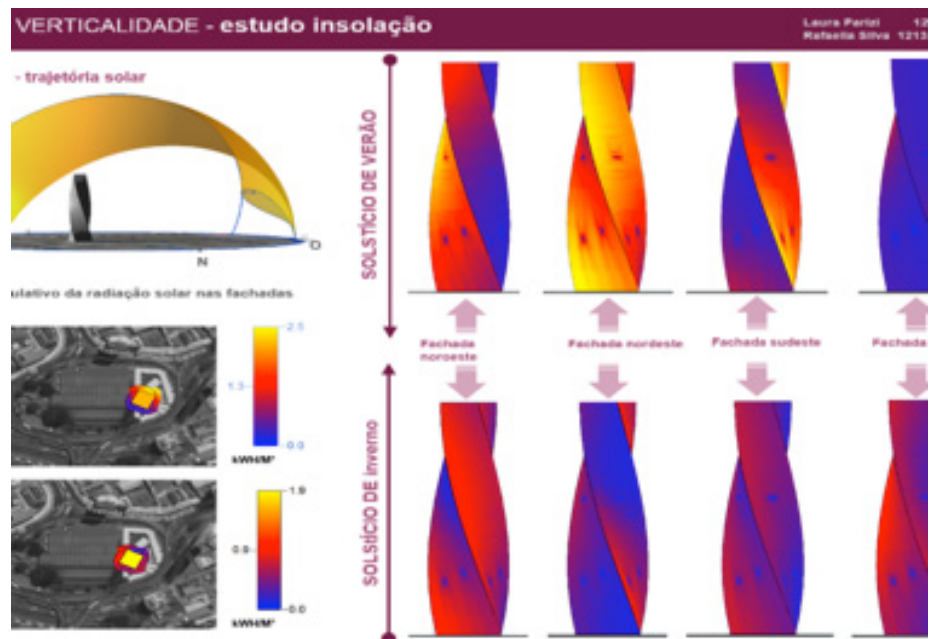 VERTICALIDADE - estudo insolação
Laura Parizi 12
Rafaella Silva 1213
- trajetória solar
O
N
ulativo da radiação solar nas fachadas
2.5
1.3
0.0
kWH/M²
1.9
0.9
0.0
kWH/M²
SOLSTÍCIO DE VERÃO
Fachada
noroeste
Fachada nordeste
Fachada sudeste
Fachada
SOLSTÍCIO DE inverno